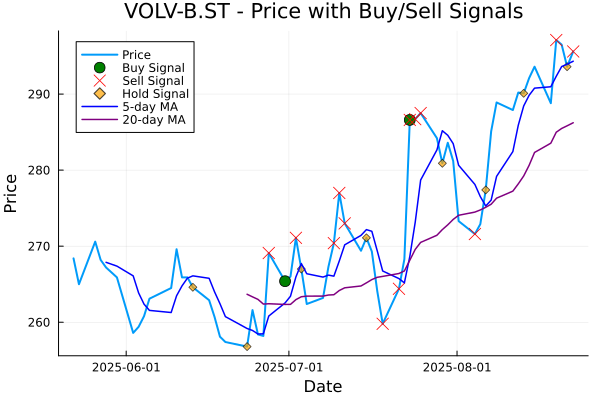 VOLV-B.ST - Price with Buy/Sell Signals
Price
Buy Signal
Sell Signal
Hold Signal
5-day MA
20-day MA
Price
290
280
270
260
2025-06-01
2025-07-01
2025-08-01
Date